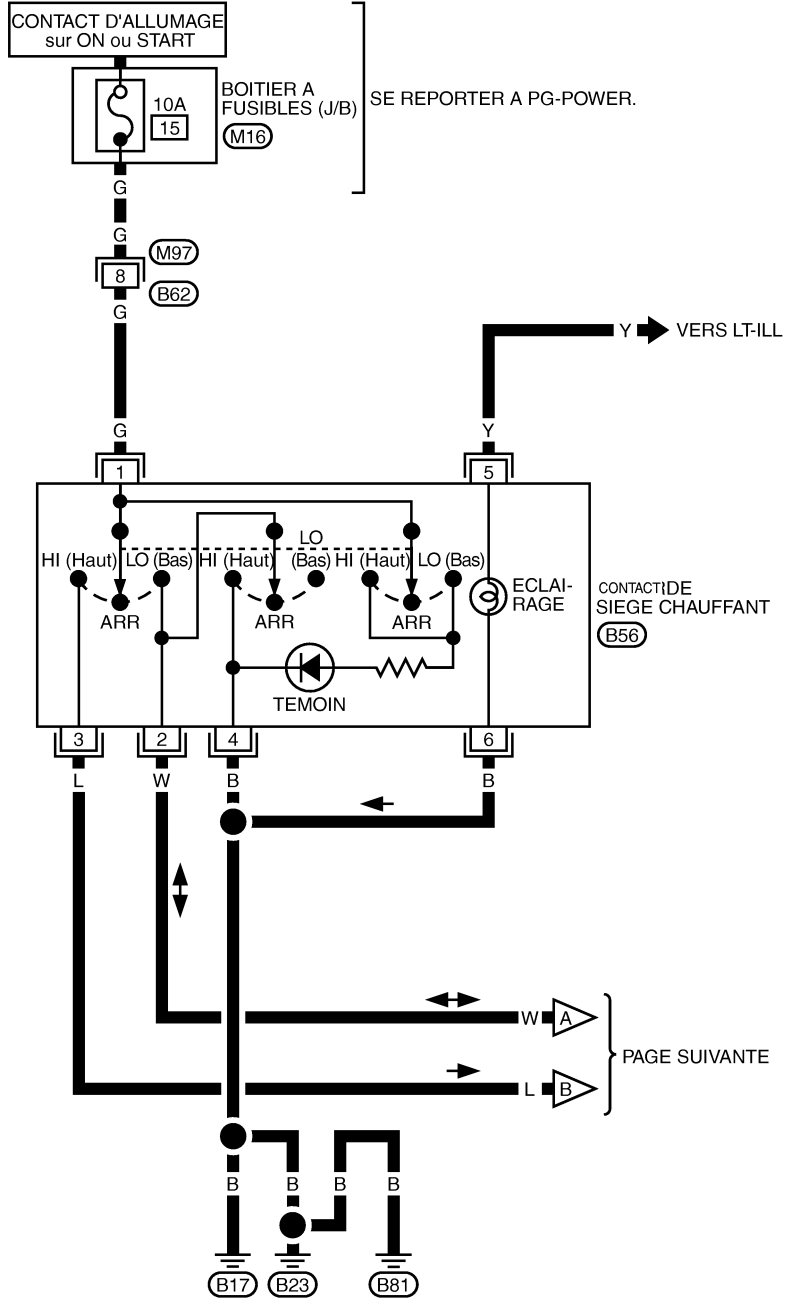 CONTACT D'ALLUMAGE
sur ON ou START
10A
15
BOITIER A
FUSIBLES (J/B)
M16
SE REPORTER A PG-POWER.
G
G
M97
8
B62
G
Y
VERS LT-ILL
G
Y
1
5
LO
HI (Haut)
LO (Bas)
HI (Haut)
(Bas)
HI (Haut)
LO (Bas)
ARR
ARR
ARR
ECLAI-
RAGE
CONTACT DE
SIEGE CHAUFFANT
B56
TEMOIN
3
2
4
6
L
W
B
B
W
A
PAGE SUIVANTE
L
B
B
B
B
B
B17
B23
B81